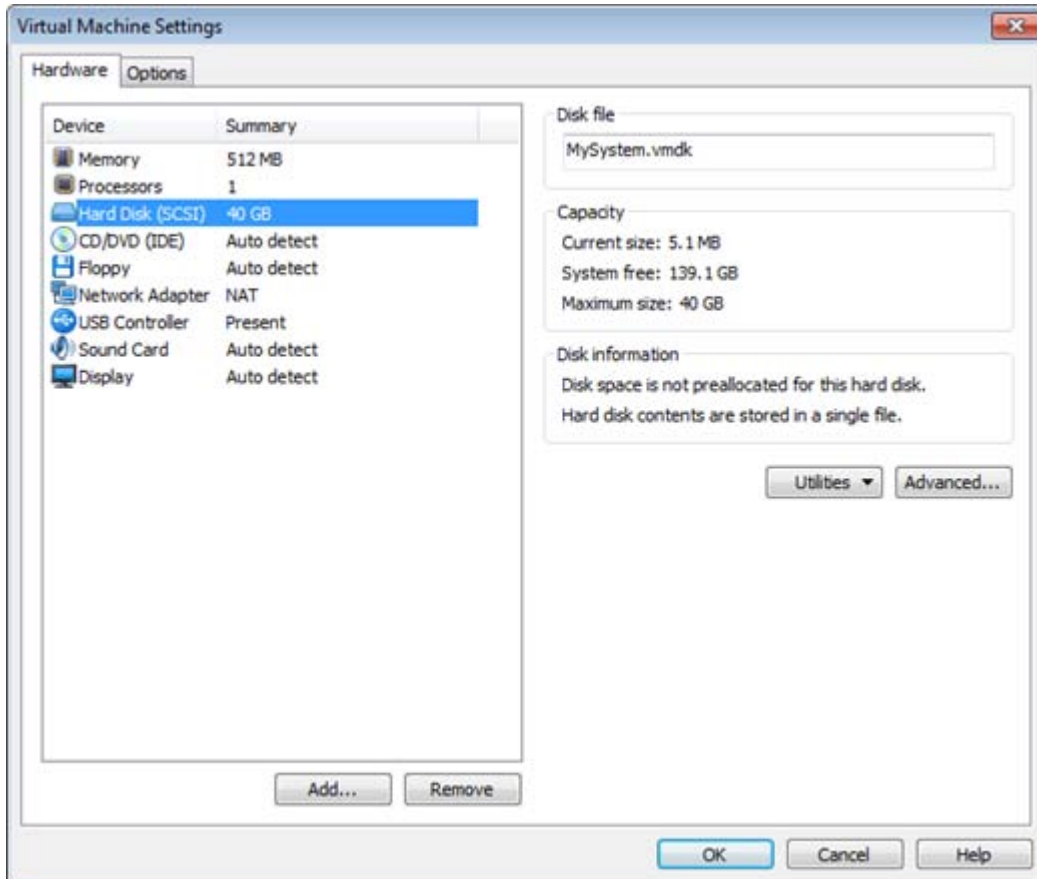 Virtual Machine Settings
Hardware
Options
Device Summary
Memory 512 MB
Processors 1
Hard Disk (SCSI) 40 GB
CD/DVD (IDE) Auto detect
Floppy Auto detect
Network Adapter NAT
USB Controller Present
Sound Card Auto detect
Display Auto detect
Add... Remove
Disk file
MySystem.vmdk
Capacity
Current size: 5.1 MB
System free: 139.1 GB
Maximum size: 40 GB
Disk information
Disk space is not preallocated for this hard disk.
Hard disk contents are stored in a single file.
Utilities Advanced...
OK Cancel Help